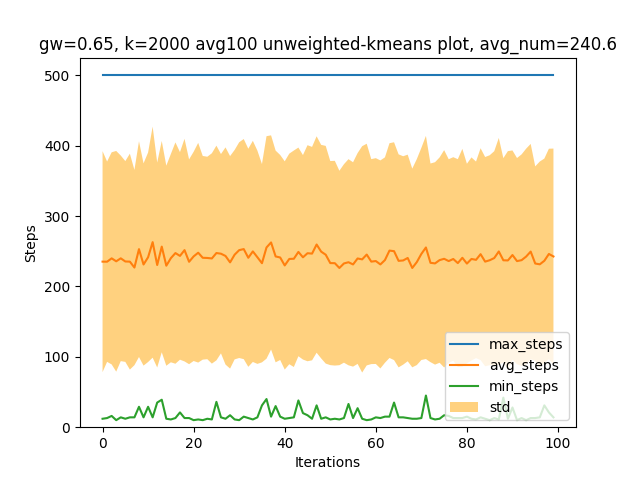 gw=0.65, k=2000 avg100 unweighted-kmeans plot, avg_num=240.6
500
400
300
200
100
0
Steps
max_steps
avg_steps
min_steps
std
0 20 40 60 80 100
Iterations